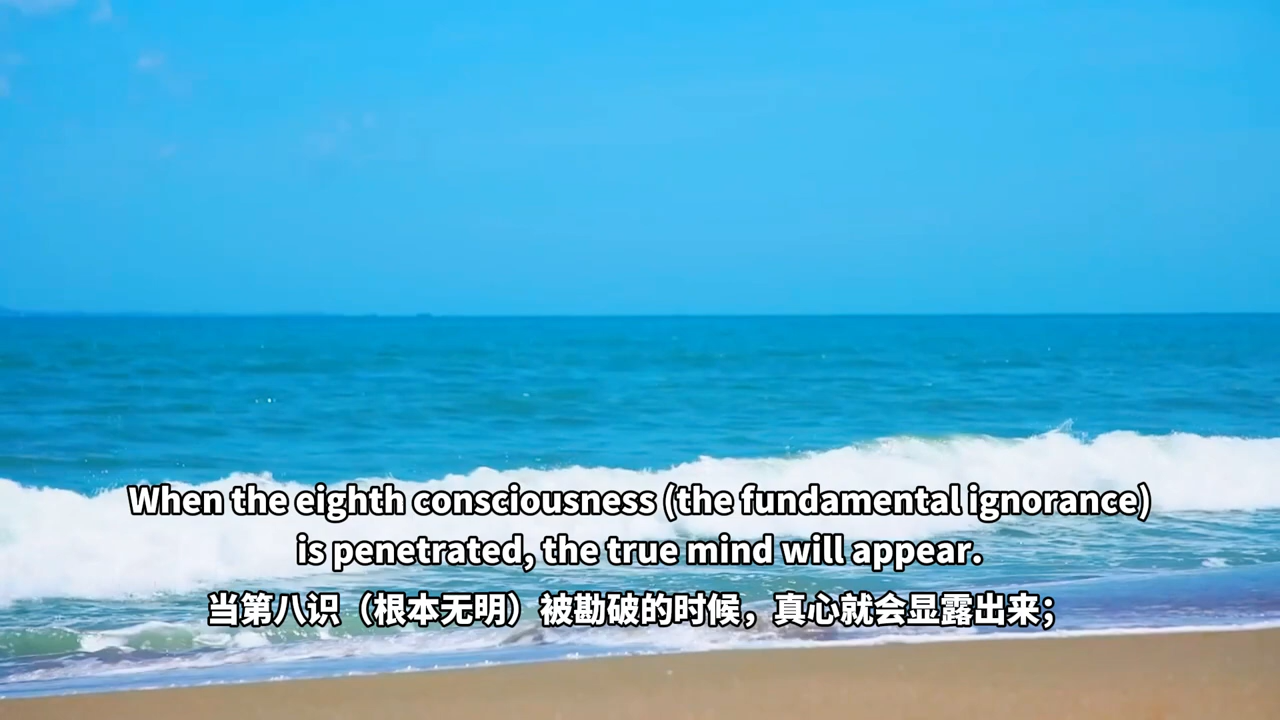 When the eighth consciousness (the fundamental ignorance)
is penetrated, the true mind will appear.
当第八识（根本无明）被勘破的时候，真心就会显露出来；